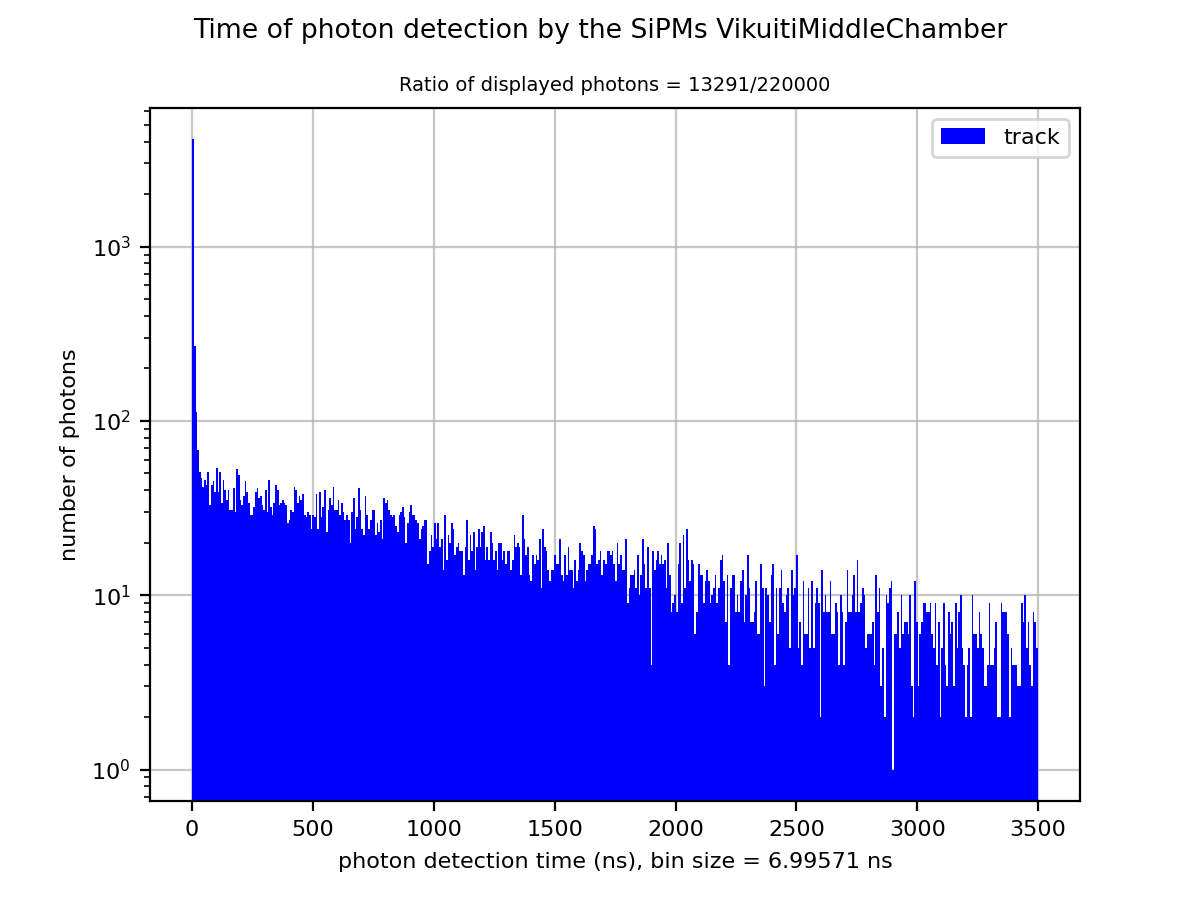 Time of photon detection by the SiPMs VikuitiMiddleChamber
Ratio of displayed photons = 13291/220000
track
10³
10²
10¹
10⁰
number of photons
0 500 1000 1500 2000 2500 3000 3500
photon detection time (ns), bin size = 6.99571 ns